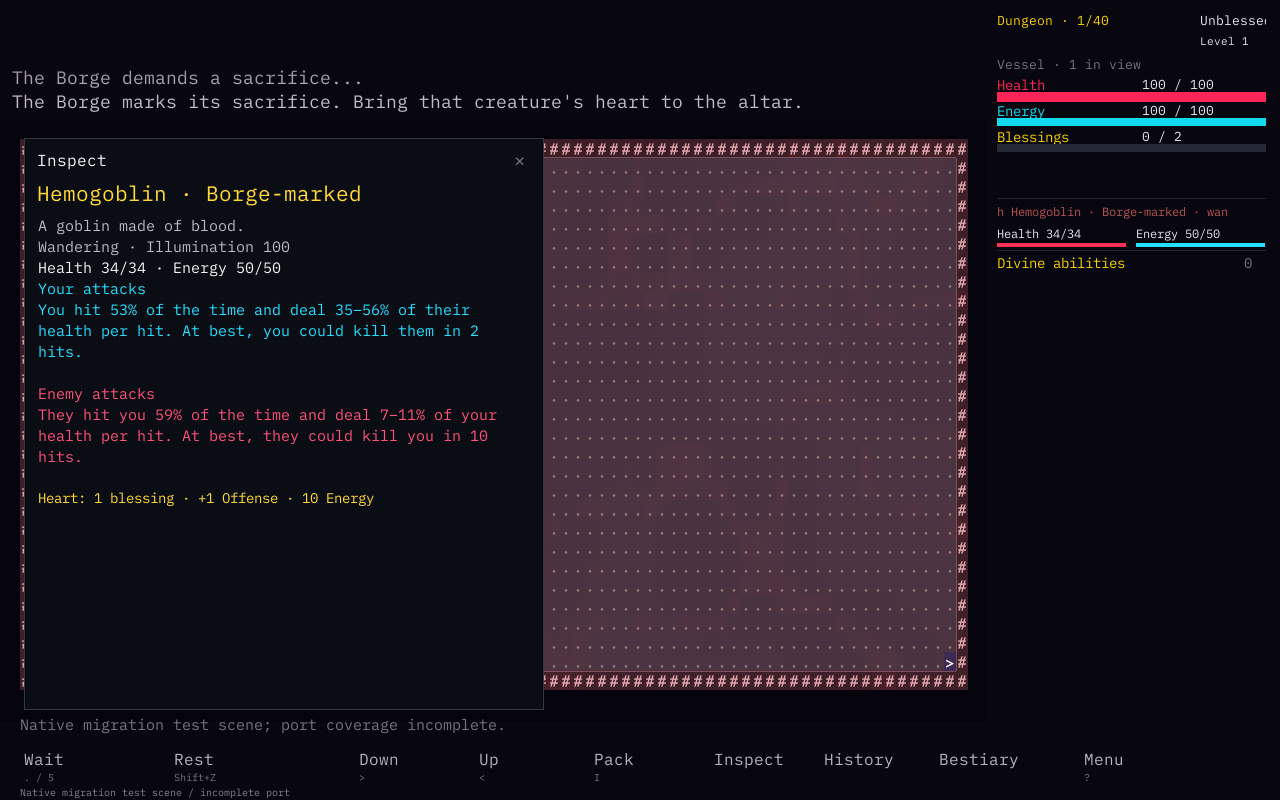 Dungeon · 1/40
Level 1
The Borge demands a sacrifice...
The Borge marks its sacrifice. Bring that creature's heart to the altar.
Vessel · 1 in view
Health 100 / 100
Energy 100 / 100
Blessings 0 / 2
h Hemogoblin · Borge-marked · wan
Health 34/34 Energy 50/50
Divine abilities 0
Inspect ×
Hemogoblin · Borge-marked
A goblin made of blood.
Wandering · Illumination 100
Health 34/34 · Energy 50/50
Your attacks
You hit 53% of the time and deal 35–56% of their
health per hit. At best, you could kill them in 2
hits.
Enemy attacks
They hit you 59% of the time and deal 7–11% of your
health per hit. At best, they could kill you in 10
hits.
Heart: 1 blessing · +1 Offense · 10 Energy
>
Native migration test scene; port coverage incomplete.
Wait Rest Down Up Pack Inspect History Bestiary Menu
. / 5 Shift+Z > < I ?
Native migration test scene / incomplete port